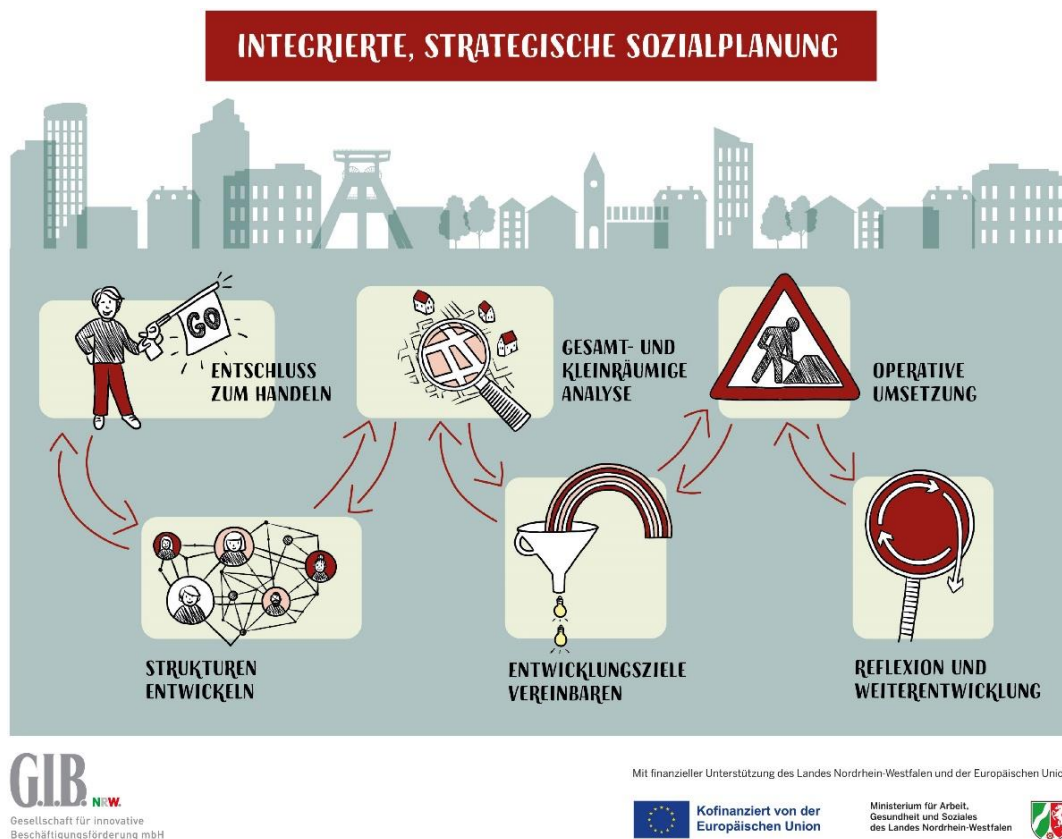 INTEGRIERTE, STRATEGISCHE SOZIALPLANUNG
GO
ENTSCHLUSS
ZUM HANDELN
GESAMT- UND
KLEINRÄUMIGE
ANALYSE
OPERATIVE
UMSETZUNG
STRUKTUREN
ENTWICKELN
ENTWICKLUNGSZIELE
VEREINBAREN
REFLEXION UND
WEITERENTWICKLUNG
G.I.B. NRW.
Gesellschaft für innovative
Beschäftigungsförderung mbH
Mit finanzieller Unterstützung des Landes Nordrhein-Westfalen und der Europäischen Unio
Kofinanziert von der
Europäischen Union
Ministerium für Arbeit,
Gesundheit und Soziales
des Landes Nordrhein-Westfalen